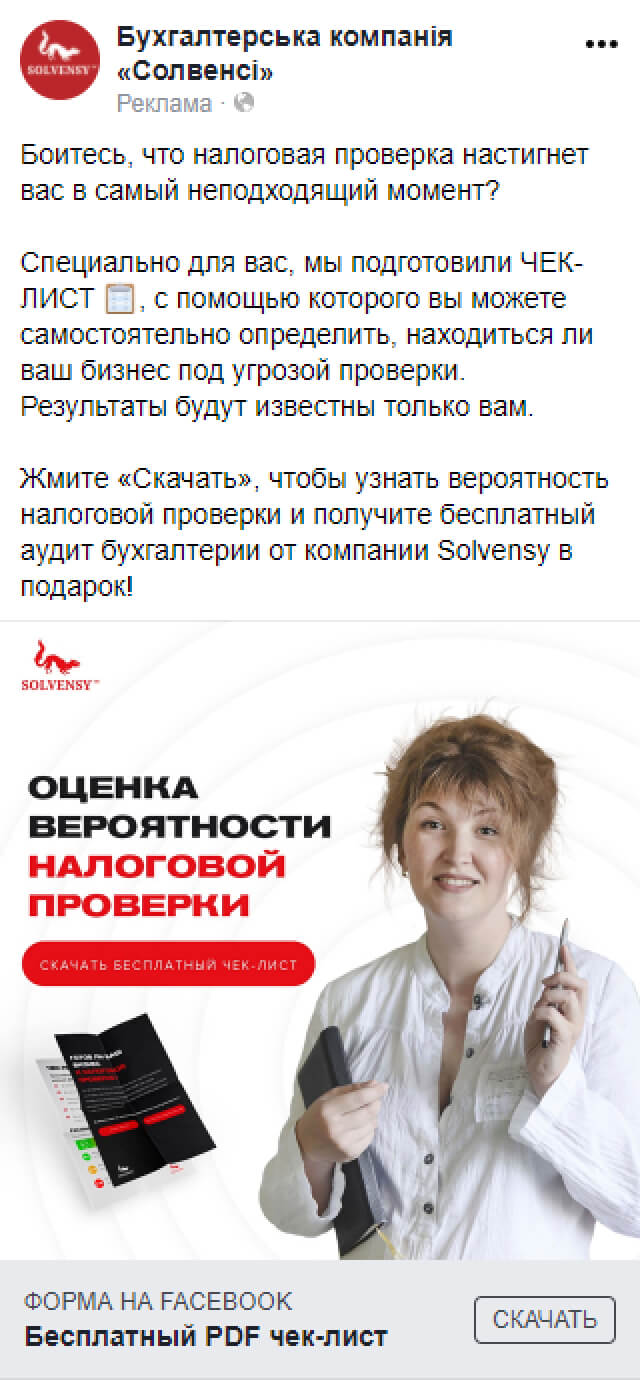 SOLVENSY™
Бухгалтерська компанія
«Солвенсі»
Реклама ·
Боитесь, что налоговая проверка настигнет
вас в самый неподходящий момент?
Специально для вас, мы подготовили ЧЕК-
ЛИСТ 📋, с помощью которого вы можете
самостоятельно определить, находиться ли
ваш бизнес под угрозой проверки.
Результаты будут известны только вам.
Жмите «Скачать», чтобы узнать вероятность
налоговой проверки и получите бесплатный
аудит бухгалтерии от компании Solvensy в
подарок!
SOLVENSY™
ОЦЕНКА
ВЕРОЯТНОСТИ
НАЛОГОВОЙ
ПРОВЕРКИ
СКАЧАТЬ БЕСПЛАТНЫЙ ЧЕК-ЛИСТ
ФОРМА НА FACEBOOK
Бесплатный PDF чек-лист
СКАЧАТЬ